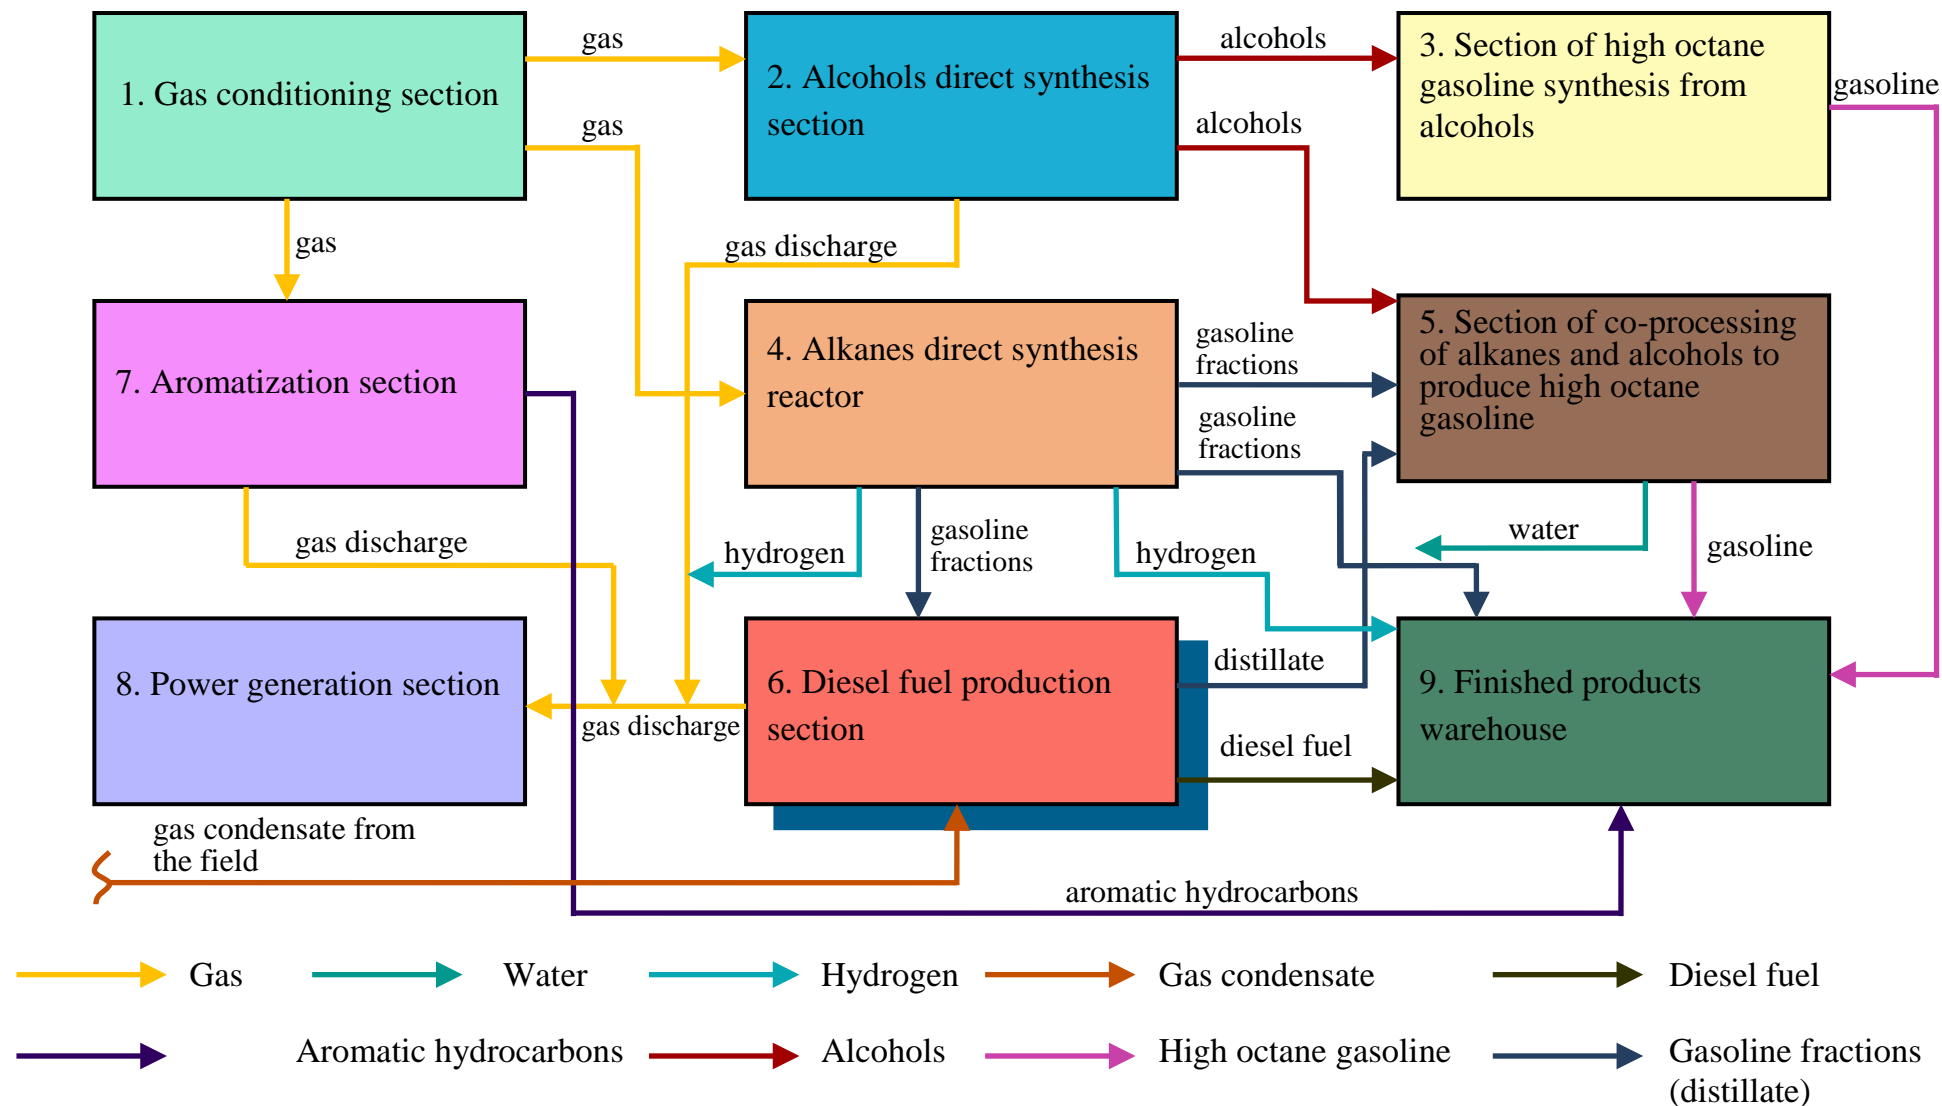 gas
alcohols
1. Gas conditioning section
2. Alcohols direct synthesis
section
3. Section of high octane
gasoline synthesis from
alcohols
gasoline
gas
alcohols
gas
gas discharge
7. Aromatization section
4. Alkanes direct synthesis
reactor
gasoline
fractions
5. Section of co-processing
of alkanes and alcohols to
produce high octane
gasoline
gasoline
fractions
gas discharge
hydrogen
gasoline
fractions
hydrogen
water
gasoline
8. Power generation section
gas discharge
6. Diesel fuel production
section
distillate
diesel fuel
9. Finished products
warehouse
gas condensate from
the field
aromatic hydrocarbons
Gas
Water
Hydrogen
Gas condensate
Diesel fuel
Aromatic hydrocarbons
Alcohols
High octane gasoline
Gasoline fractions
(distillate)